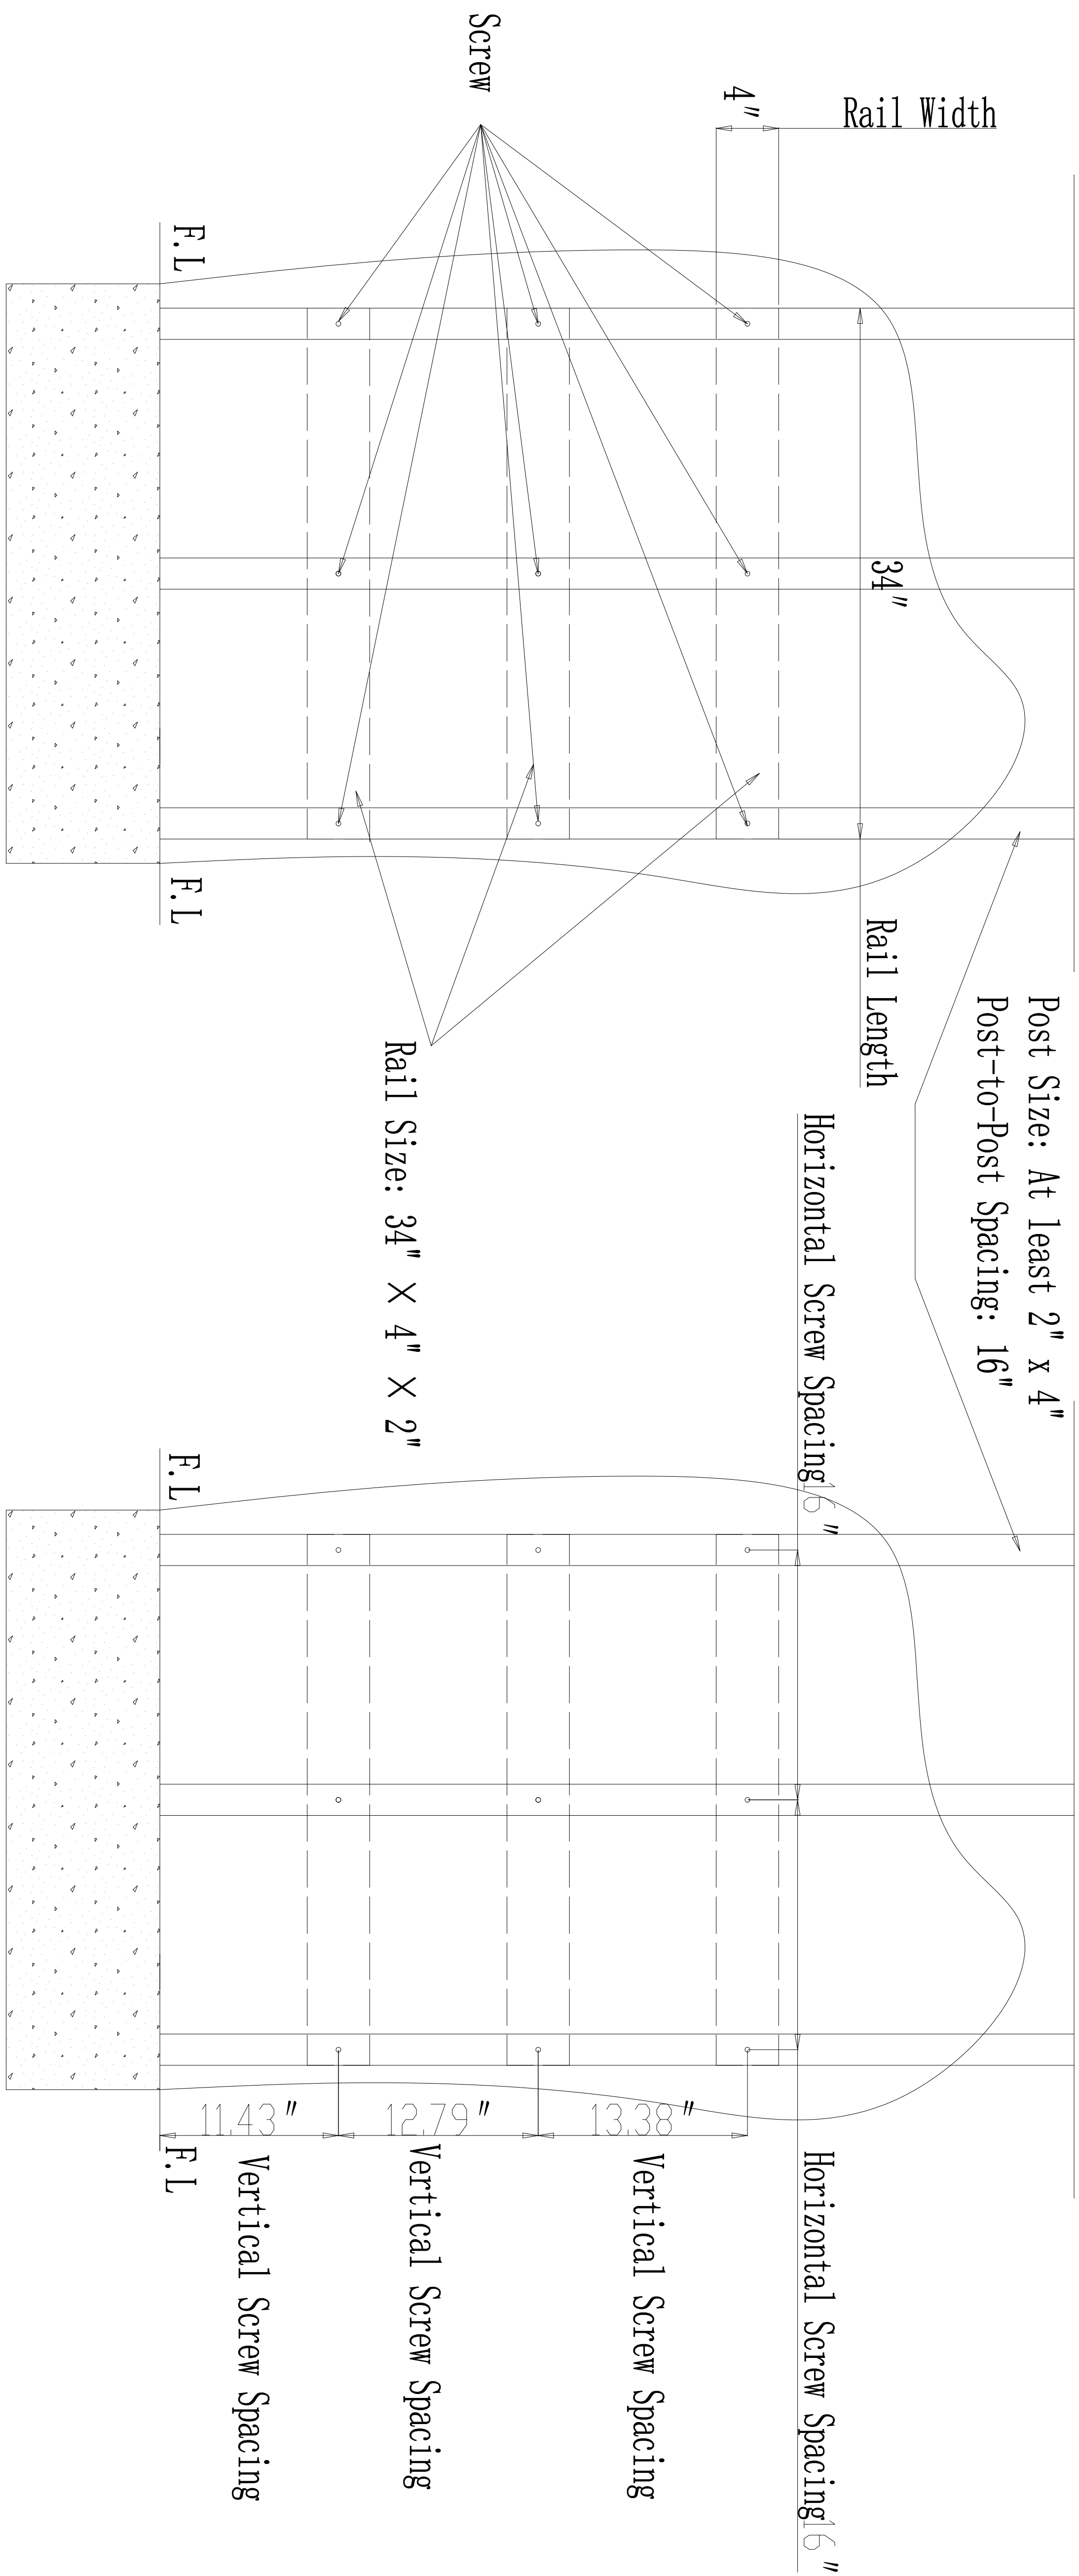 Post Size: At least 2" x 4"
Post-to-Post Spacing: 16"
Rail Width
4"
34"
Rail Length
Screw
Rail Size: 34" X 4" X 2"
F.L
F.L
Horizontal Screw Spacing16"
Horizontal Screw Spacing16"
13.38"
Vertical Screw Spacing
12.79"
Vertical Screw Spacing
11.43"
Vertical Screw Spacing
F.L
F.L